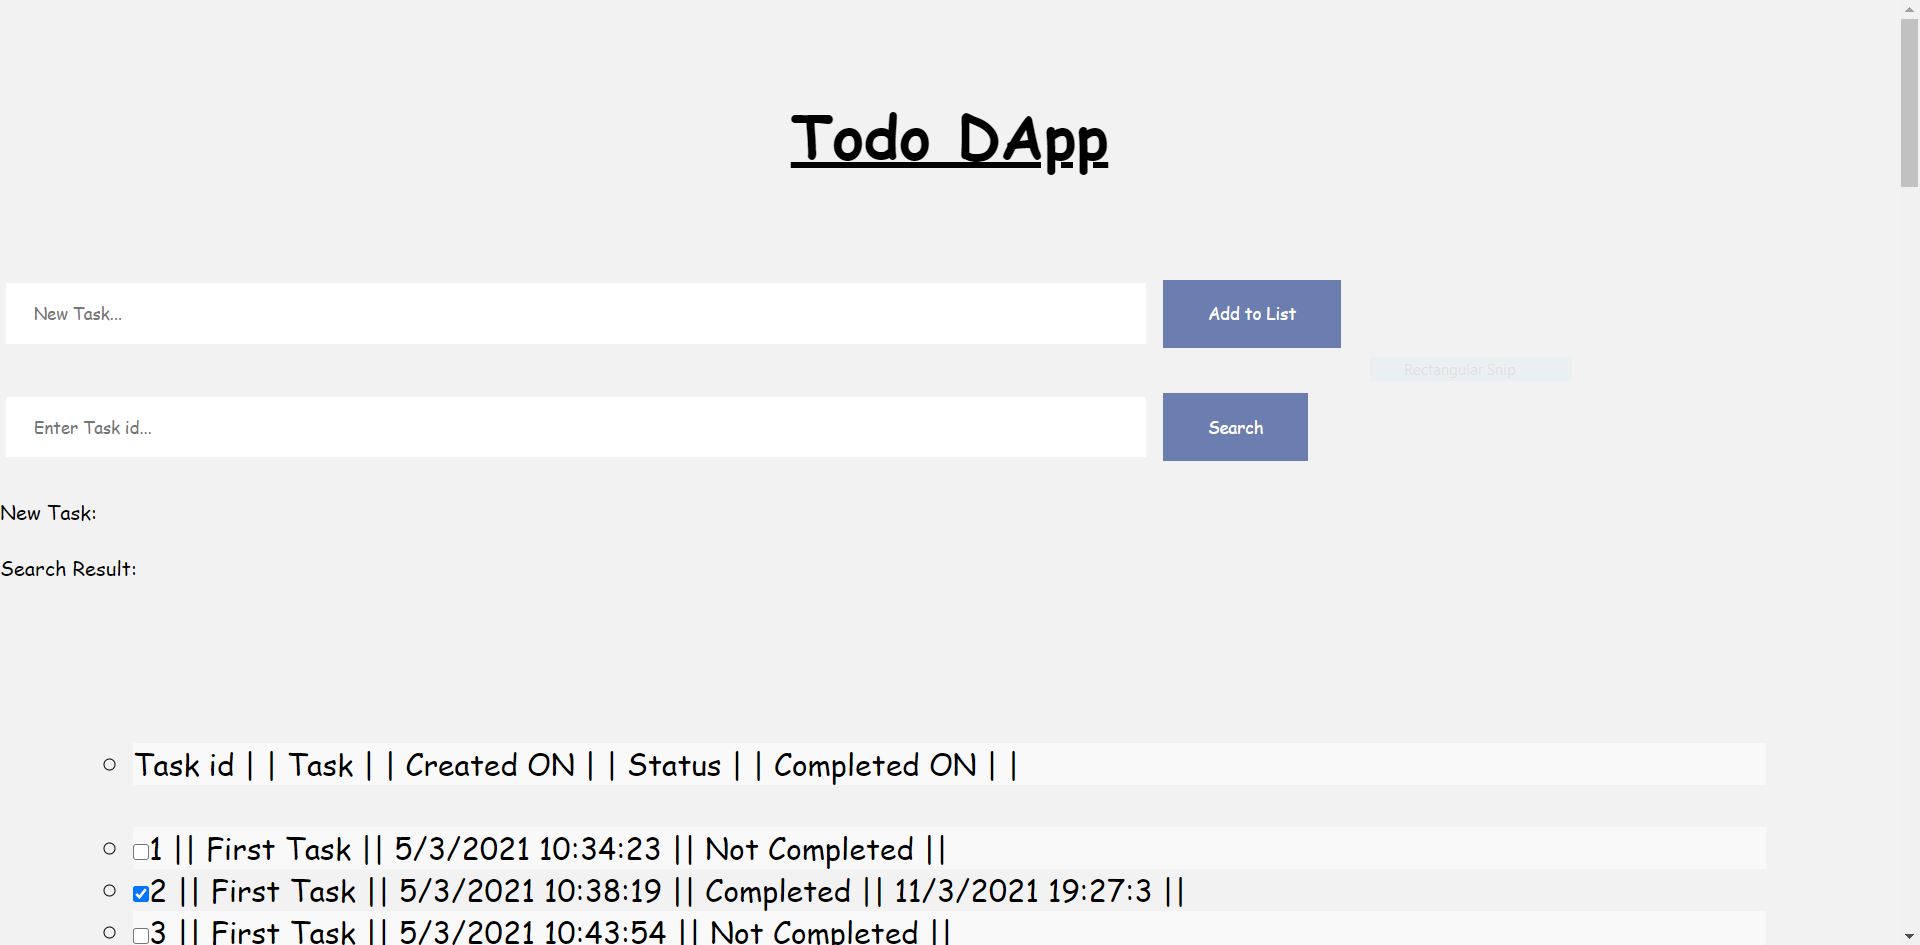 Todo DApp
New Task...
Add to List
Rectangular Snip
Enter Task id...
Search
New Task:
Search Result:
Task id | | Task | | Created ON | | Status | | Completed ON | |
1 || First Task || 5/3/2021 10:34:23 || Not Completed ||
2 || First Task || 5/3/2021 10:38:19 || Completed || 11/3/2021 19:27:3 ||
3 || First Task || 5/3/2021 10:43:54 || Not Completed ||